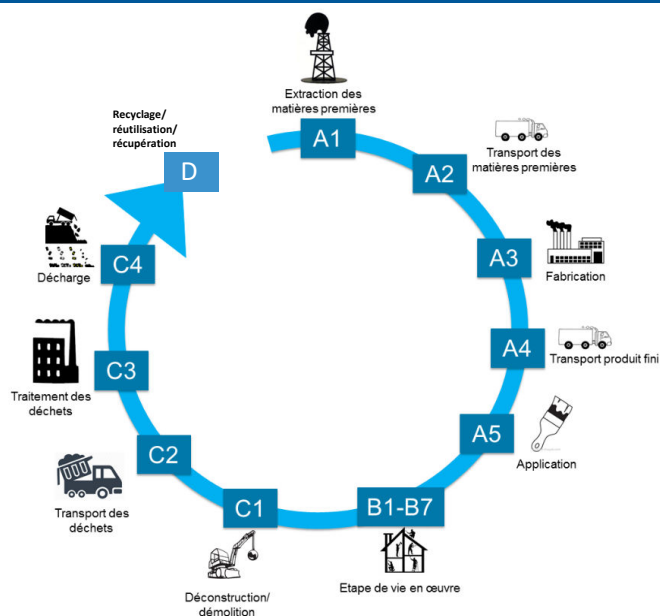 Extraction des
matières premières
A1
A2
Transport des
matières premières
A3
Fabrication
A4
Transport produit fini
A5
Application
B1-B7
Etape de vie en œuvre
C1
Déconstruction/
démolition
C2
Transport des
déchets
C3
Traitement des
déchets
C4
Décharge
D
Recyclage/
réutilisation/
récupération